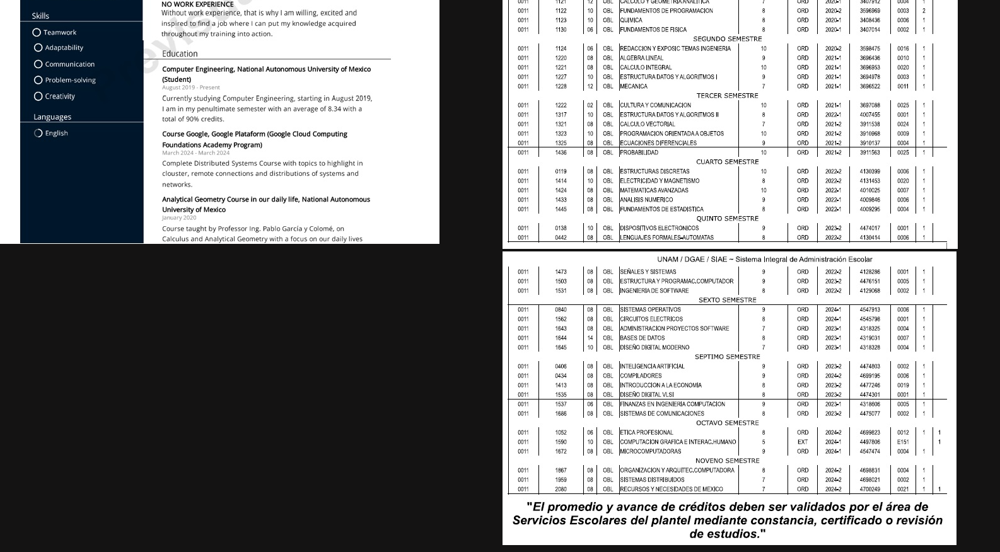 Skills
Teamwork
Adaptability
Communication
Problem-solving
Creativity
Languages
English
NO WORK EXPERIENCE
Without work experience, that is why I am willing, excited and
inspired to find a job where I can put my knowledge acquired
throughout my training into action.
Education
Computer Engineering, National Autonomous University of Mexico
(Student)
August 2019 - Present
Currently studying Computer Engineering, starting in August 2019,
I am in my penultimate semester with an average of 8.34 with a
total of 90% credits.
Course Google, Google Plataform (Google Cloud Computing
Foundations Academy Program)
March 2024 - March 2024
Complete Distributed Systems Course with topics to highlight in
clouster, remote connections and distributions of systems and
networks.
Analytical Geometry Course in our daily life, National Autonomous
University of Mexico
January 2020
Course taught by Professor Ing. Pablo García y Colomé, on
Calculus and Analytical Geometry with a focus on our daily lives
0011 1121 12 OBL CALCULO Y GEOMETRIA ANALITICA 7 ORD 2020-1 3407912 0004 1
0011 1122 10 OBL FUNDAMENTOS DE PROGRAMACION 8 ORD 2020-2 3596969 0003 2
0011 1123 10 OBL QUIMICA 8 ORD 2020-1 3408436 0006 1
0011 1130 06 OBL FUNDAMENTOS DE FISICA 8 ORD 2020-1 3407014 0002 1
SEGUNDO SEMESTRE
0011 1124 06 OBL REDACCION Y EXPOSIC TEMAS INGENIERIA 10 ORD 2020-2 3598475 0016 1
0011 1220 08 OBL ALGEBRA LINEAL 9 ORD 2021-1 3696436 0010 1
0011 1221 08 OBL CALCULO INTEGRAL 10 ORD 2021-1 3696953 0020 1
0011 1227 10 OBL ESTRUCTURA DATOS Y ALGORITMOS I 9 ORD 2021-1 3694978 0003 1
0011 1228 12 OBL MECANICA 7 ORD 2021-1 3696522 0011 1
TERCER SEMESTRE
0011 1222 02 OBL CULTURA Y COMUNICACION 10 ORD 2021-1 3697088 0025 1
0011 1317 10 OBL ESTRUCTURA DATOS Y ALGORITMOS II 8 ORD 2022-1 4007455 0001 1
0011 1321 08 OBL CALCULO VECTORIAL 7 ORD 2021-2 3911538 0024 1
0011 1323 10 OBL PROGRAMACION ORIENTADA A OBJETOS 10 ORD 2021-2 3910968 0009 1
0011 1325 08 OBL ECUACIONES DIFERENCIALES 9 ORD 2021-2 3910137 0004 1
0011 1436 08 OBL PROBABILIDAD 10 ORD 2021-2 3911563 0025 1
CUARTO SEMESTRE
0011 0119 08 OBL ESTRUCTURAS DISCRETAS 10 ORD 2022-2 4130399 0006 1
0011 1414 10 OBL ELECTRICIDAD Y MAGNETISMO 8 ORD 2022-2 4131453 0020 1
0011 1424 08 OBL MATEMATICAS AVANZADAS 10 ORD 2022-1 4010025 0007 1
0011 1433 08 OBL ANALISIS NUMERICO 9 ORD 2022-1 4009846 0006 1
0011 1445 08 OBL FUNDAMENTOS DE ESTADISTICA 8 ORD 2022-1 4009295 0004 1
QUINTO SEMESTRE
0011 0138 10 OBL DISPOSITIVOS ELECTRONICOS 9 ORD 2023-2 4474017 0001 1
0011 0442 08 OBL LENGUAJES FORMALES-AUTOMATAS 8 ORD 2022-2 4130414 0006 1
UNAM / DGAE / SIAE ~ Sistema Integral de Administración Escolar
0011 1473 08 OBL SEÑALES Y SISTEMAS 9 ORD 2022-2 4128286 0001 1
0011 1503 08 OBL ESTRUCTURA Y PROGRAMAC.COMPUTADOR 9 ORD 2023-2 4476151 0005 1
0011 1531 08 OBL INGENIERIA DE SOFTWARE 8 ORD 2022-2 4129068 0002 1
SEXTO SEMESTRE
0011 0840 08 OBL SISTEMAS OPERATIVOS 9 ORD 2024-1 4547913 0006 1
0011 1562 08 OBL CIRCUITOS ELECTRICOS 8 ORD 2024-1 4545798 0001 1
0011 1643 08 OBL ADMINISTRACION PROYECTOS SOFTWARE 7 ORD 2023-1 4318325 0004 1
0011 1644 14 OBL BASES DE DATOS 8 ORD 2023-1 4319031 0007 1
0011 1645 10 OBL DISEÑO DIGITAL MODERNO 7 ORD 2023-1 4318328 0004 1
SEPTIMO SEMESTRE
0011 0406 08 OBL INTELIGENCIA ARTIFICIAL 9 ORD 2023-2 4474803 0002 1
0011 0434 08 OBL COMPILADORES 9 ORD 2024-2 4699195 0006 1
0011 1413 08 OBL INTRODUCCION A LA ECONOMIA 8 ORD 2023-2 4477246 0019 1
0011 1535 08 OBL DISEÑO DIGITAL VLSI 8 ORD 2023-2 4474301 0001 1
0011 1537 06 OBL FINANZAS EN INGENIERIA COMPUTACION 9 ORD 2023-1 4318606 0005 1
0011 1686 08 OBL SISTEMAS DE COMUNICACIONES 8 ORD 2023-2 4475077 0002 1
OCTAVO SEMESTRE
0011 1052 06 OBL ETICA PROFESIONAL 8 ORD 2024-2 4699823 0012 1 1
0011 1590 10 OBL COMPUTACION GRAFICA E INTERAC.HUMANO 5 EXT 2024-1 4497806 E151 1
0011 1672 08 OBL MICROCOMPUTADORAS 9 ORD 2024-1 4547474 0004 1
NOVENO SEMESTRE
0011 1867 08 OBL ORGANIZACION Y ARQUITEC.COMPUTADORA 8 ORD 2024-2 4698831 0004 1
0011 1959 08 OBL SISTEMAS DISTRIBUIDOS 7 ORD 2024-2 4698021 0002 1
0011 2080 08 OBL RECURSOS Y NECESIDADES DE MEXICO 7 ORD 2024-2 4700249 0021 1 1
"El promedio y avance de créditos deben ser validados por el área de
Servicios Escolares del plantel mediante constancia, certificado o revisión
de estudios."